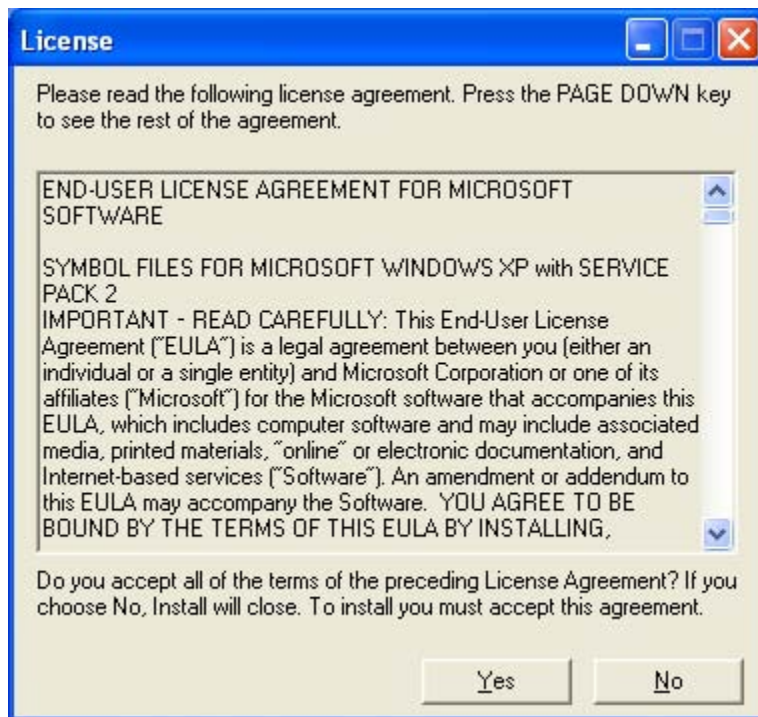 License
Please read the following license agreement. Press the PAGE DOWN key
to see the rest of the agreement.
END-USER LICENSE AGREEMENT FOR MICROSOFT
SOFTWARE
SYMBOL FILES FOR MICROSOFT WINDOWS XP with SERVICE
PACK 2
IMPORTANT - READ CAREFULLY: This End-User License
Agreement ("EULA") is a legal agreement between you (either an
individual or a single entity) and Microsoft Corporation or one of its
affiliates ("Microsoft") for the Microsoft software that accompanies this
EULA, which includes computer software and may include associated
media, printed materials, "online" or electronic documentation, and
Internet-based services ("Software"). An amendment or addendum to
this EULA may accompany the Software.  YOU AGREE TO BE
BOUND BY THE TERMS OF THIS EULA BY INSTALLING,
Do you accept all of the terms of the preceding License Agreement? If you
choose No, Install will close. To install you must accept this agreement.
Yes
No